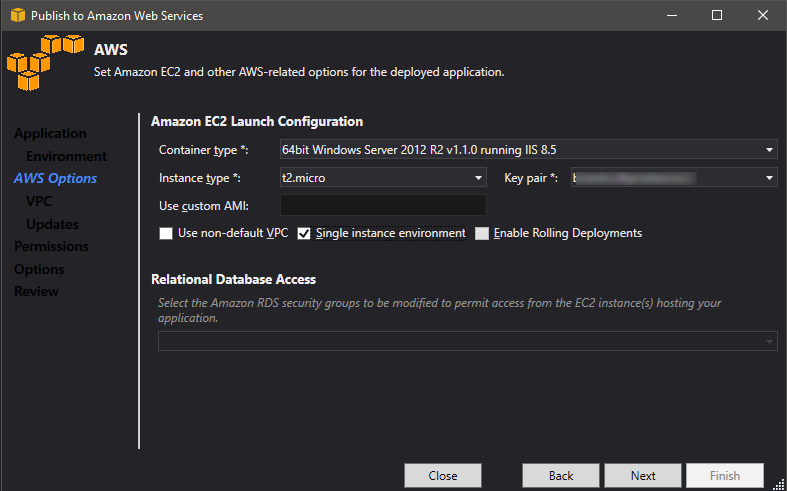 Publish to Amazon Web Services
AWS
Set Amazon EC2 and other AWS-related options for the deployed application.
Application
Environment
AWS Options
VPC
Updates
Permissions
Options
Review
Amazon EC2 Launch Configuration
Container type *: 64bit Windows Server 2012 R2 v1.1.0 running IIS 8.5
Instance type *: t2.micro Key pair *:
Use custom AMI:
Use non-default VPC Single instance environment Enable Rolling Deployments
Relational Database Access
Select the Amazon RDS security groups to be modified to permit access from the EC2 instance(s) hosting your
application.
Close Back Next Finish